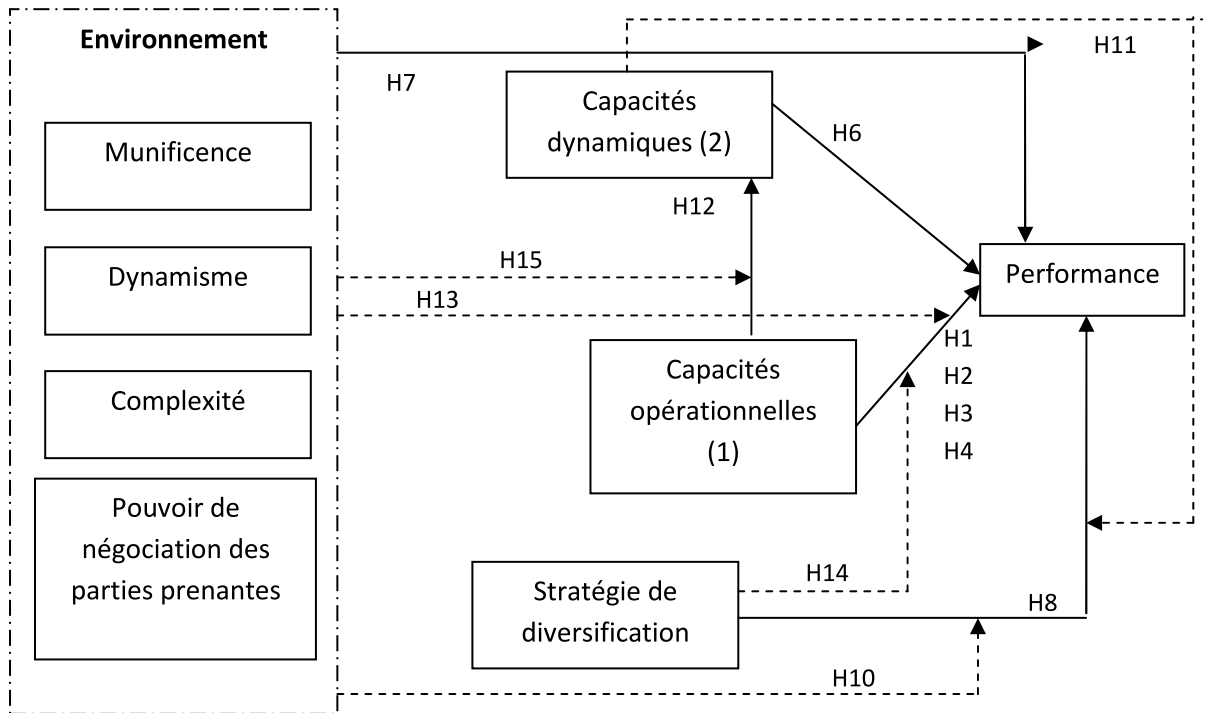 Environnement
Munificence
Dynamisme
Complexité
Pouvoir de
négociation des
parties prenantes
H7
H11
Capacités
dynamiques (2)
H6
H12
H15
H13
Performance
Capacités
opérationnelles
(1)
H1
H2
H3
H4
Stratégie de
diversification
H14
H8
H10